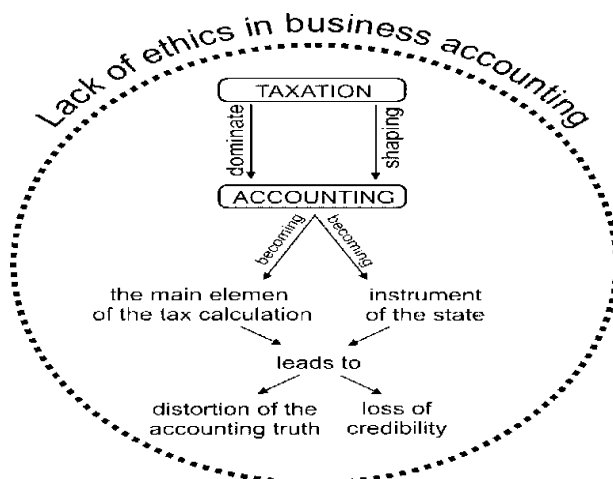 Lack of ethics in business accounting
TAXATION
dominate
shaping
ACCOUNTING
becoming
becoming
the main elemen
of the tax calculation
instrument
of the state
leads to
distortion of the
accounting truth
loss of
credibility